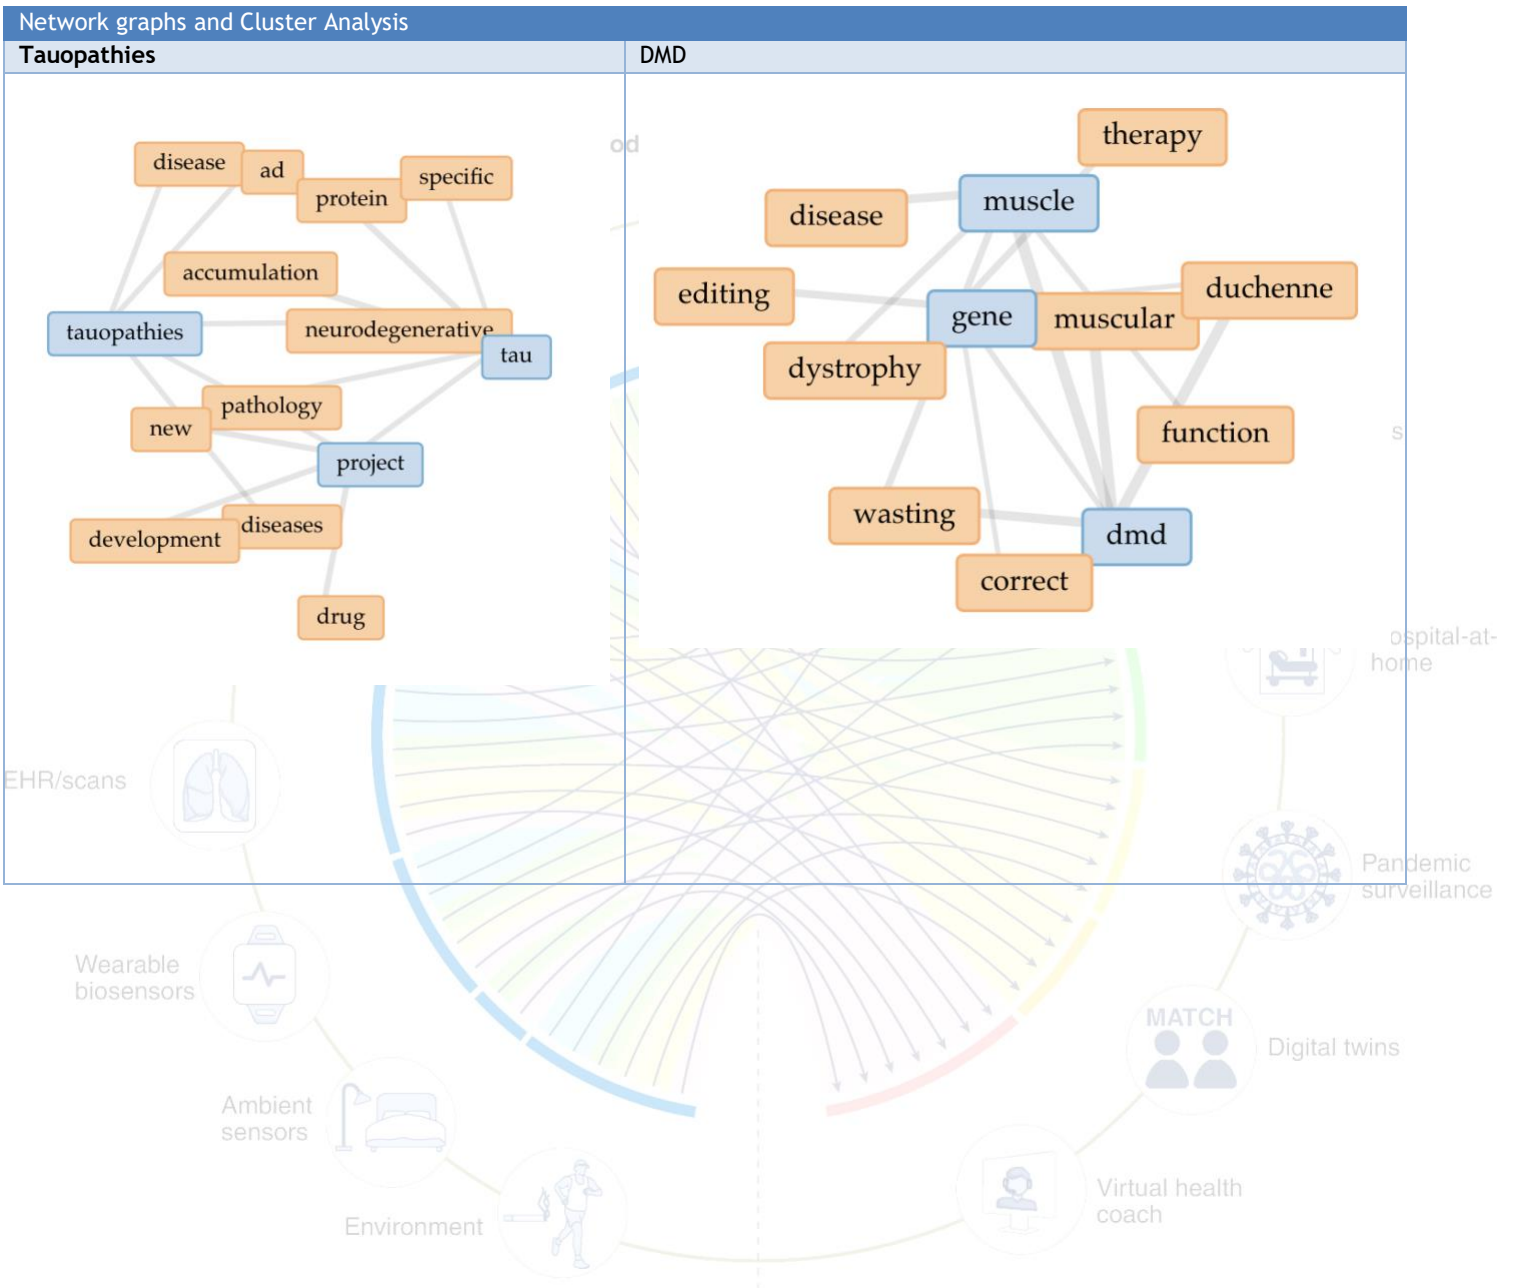 Network graphs and Cluster Analysis
Tauopathies
DMD
disease
ad
protein
specific
accumulation
tauopathies
neurodegenerative
tau
pathology
new
project
diseases
development
drug
therapy
muscle
disease
editing
duchenne
gene
muscular
dystrophy
function
wasting
dmd
correct
od
s
ospital-at-
home
EHR/scans
Pandemic
surveillance
Wearable
biosensors
MATCH
Digital twins
Ambient
sensors
Virtual health
coach
Environment